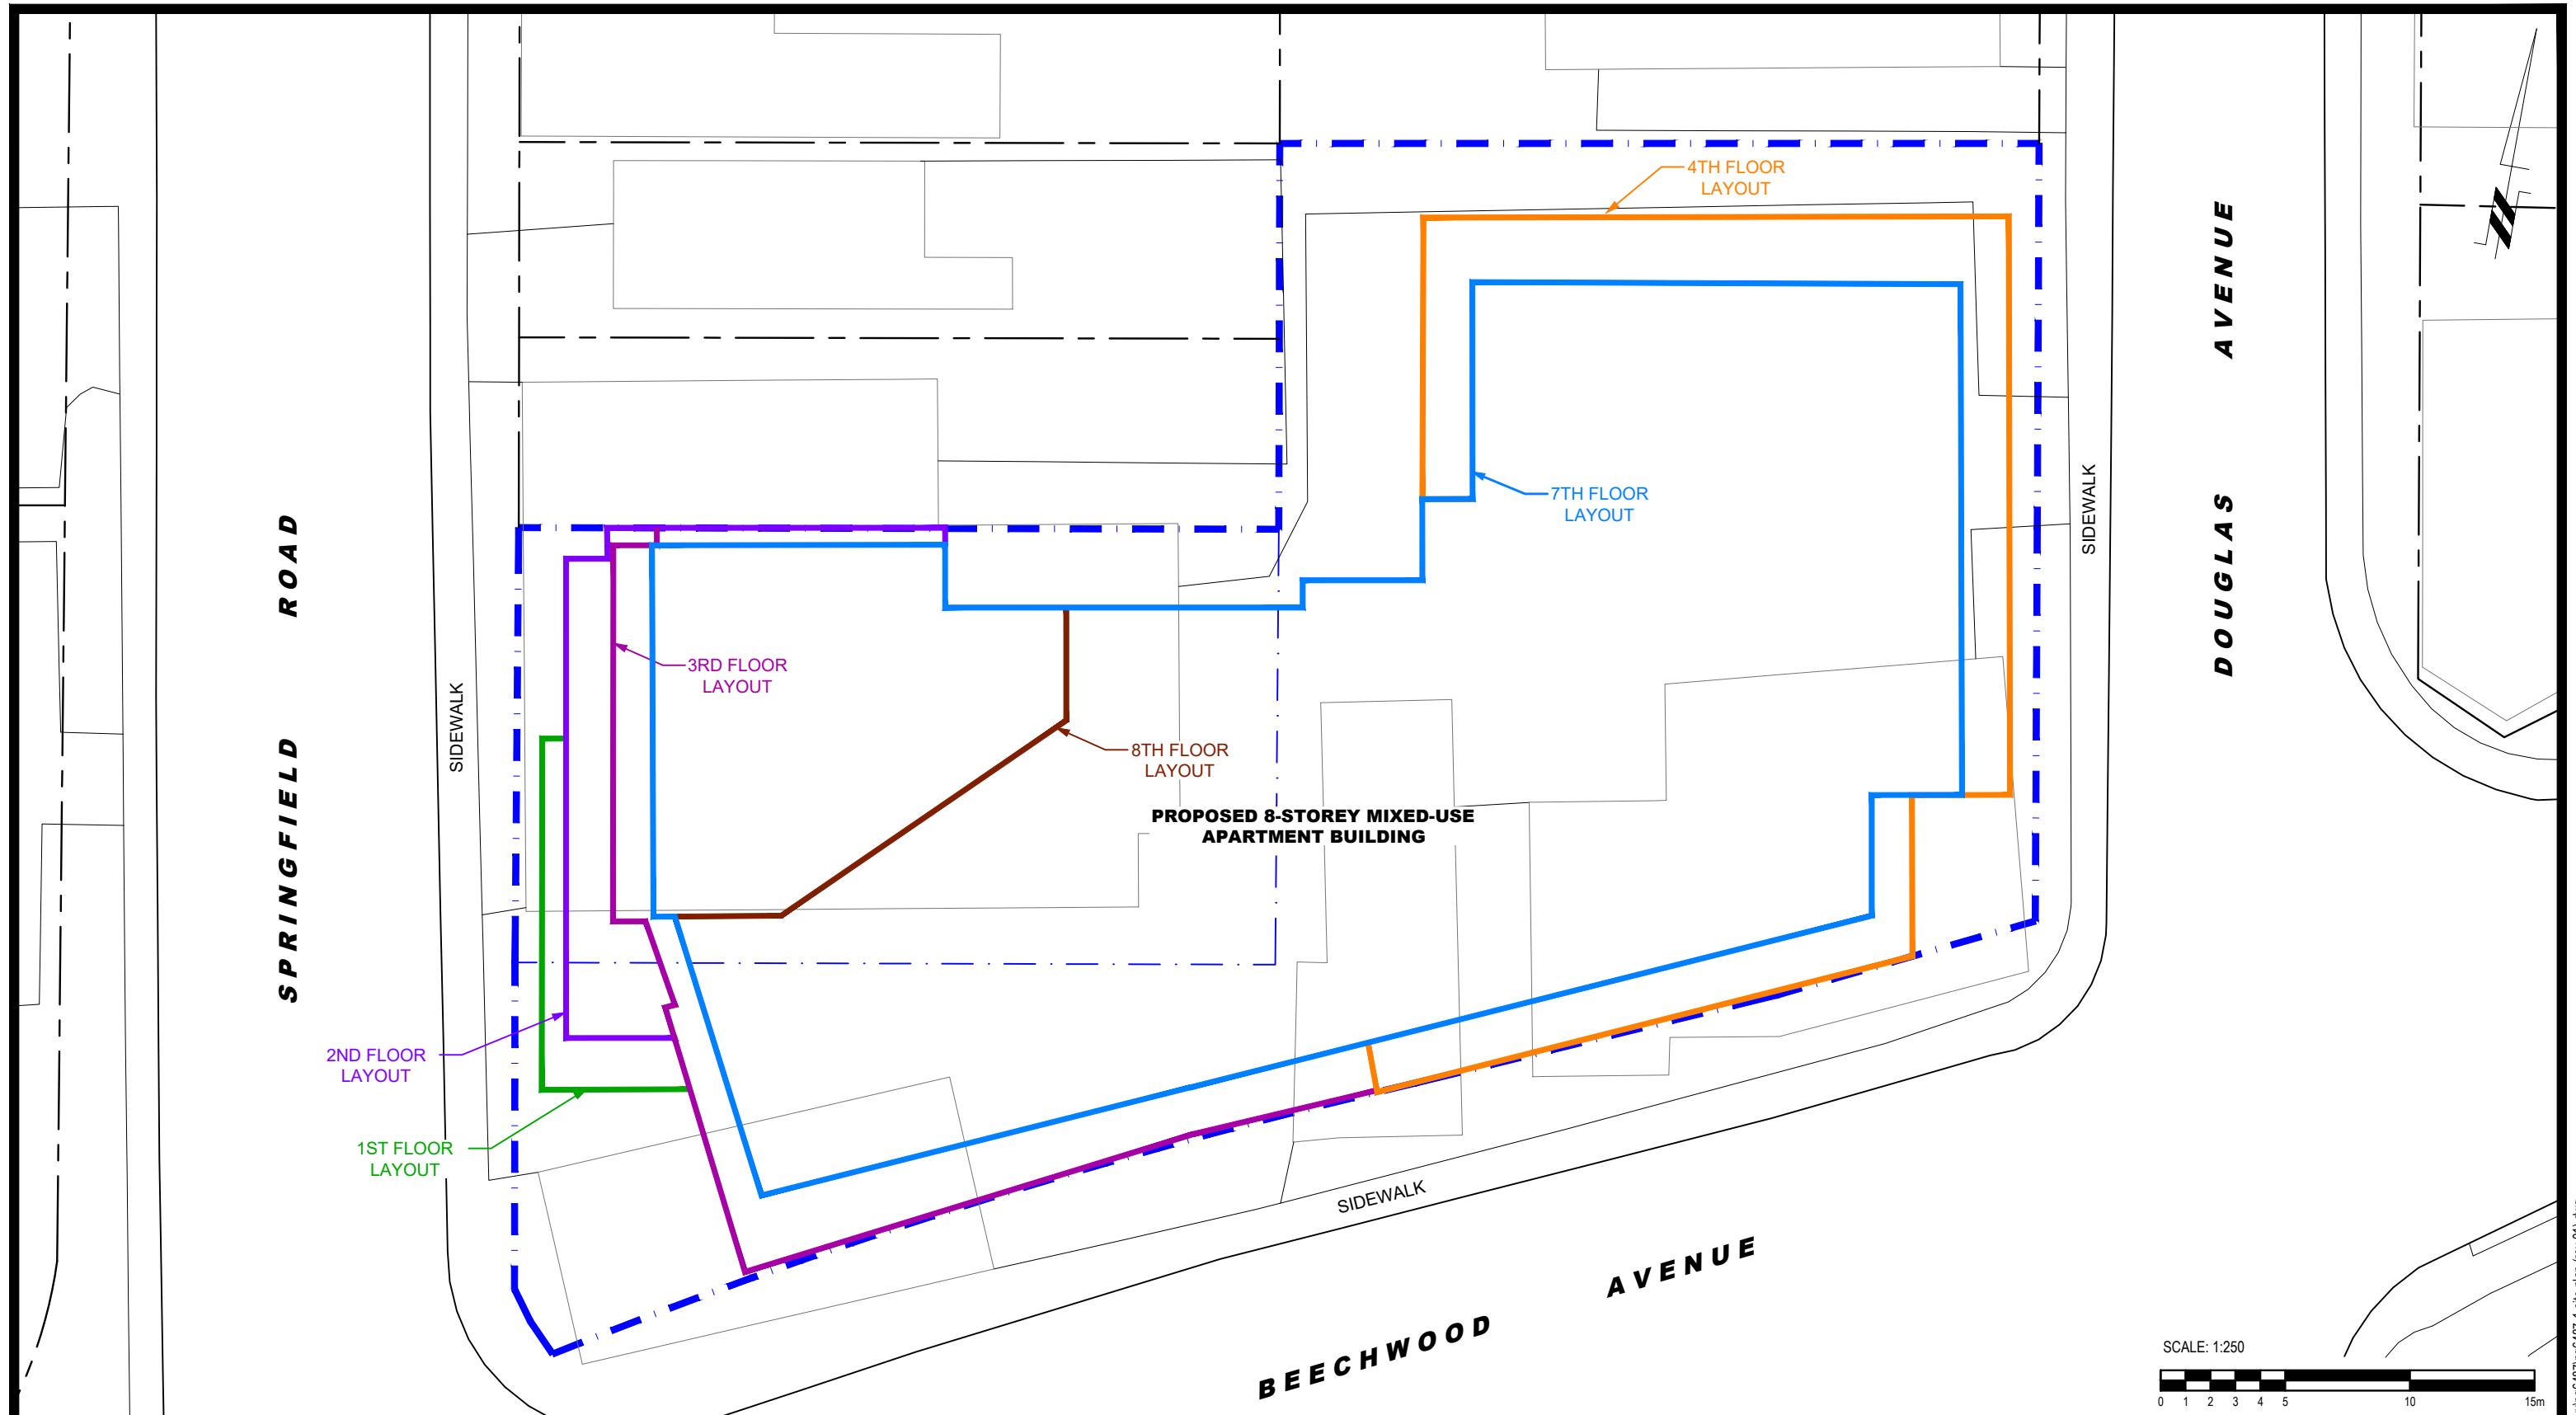 4TH FLOOR
LAYOUT
AVENUE
DOUGLAS
SIDEWALK
7TH FLOOR
LAYOUT
ROAD
SPRINGFIELD
SIDEWALK
3RD FLOOR
LAYOUT
8TH FLOOR
LAYOUT
PROPOSED 8-STOREY MIXED-USE
APARTMENT BUILDING
2ND FLOOR
LAYOUT
1ST FLOOR
LAYOUT
SIDEWALK
BEECHWOOD AVENUE
SCALE: 1:250
0 1 2 3 4 5 10 15m